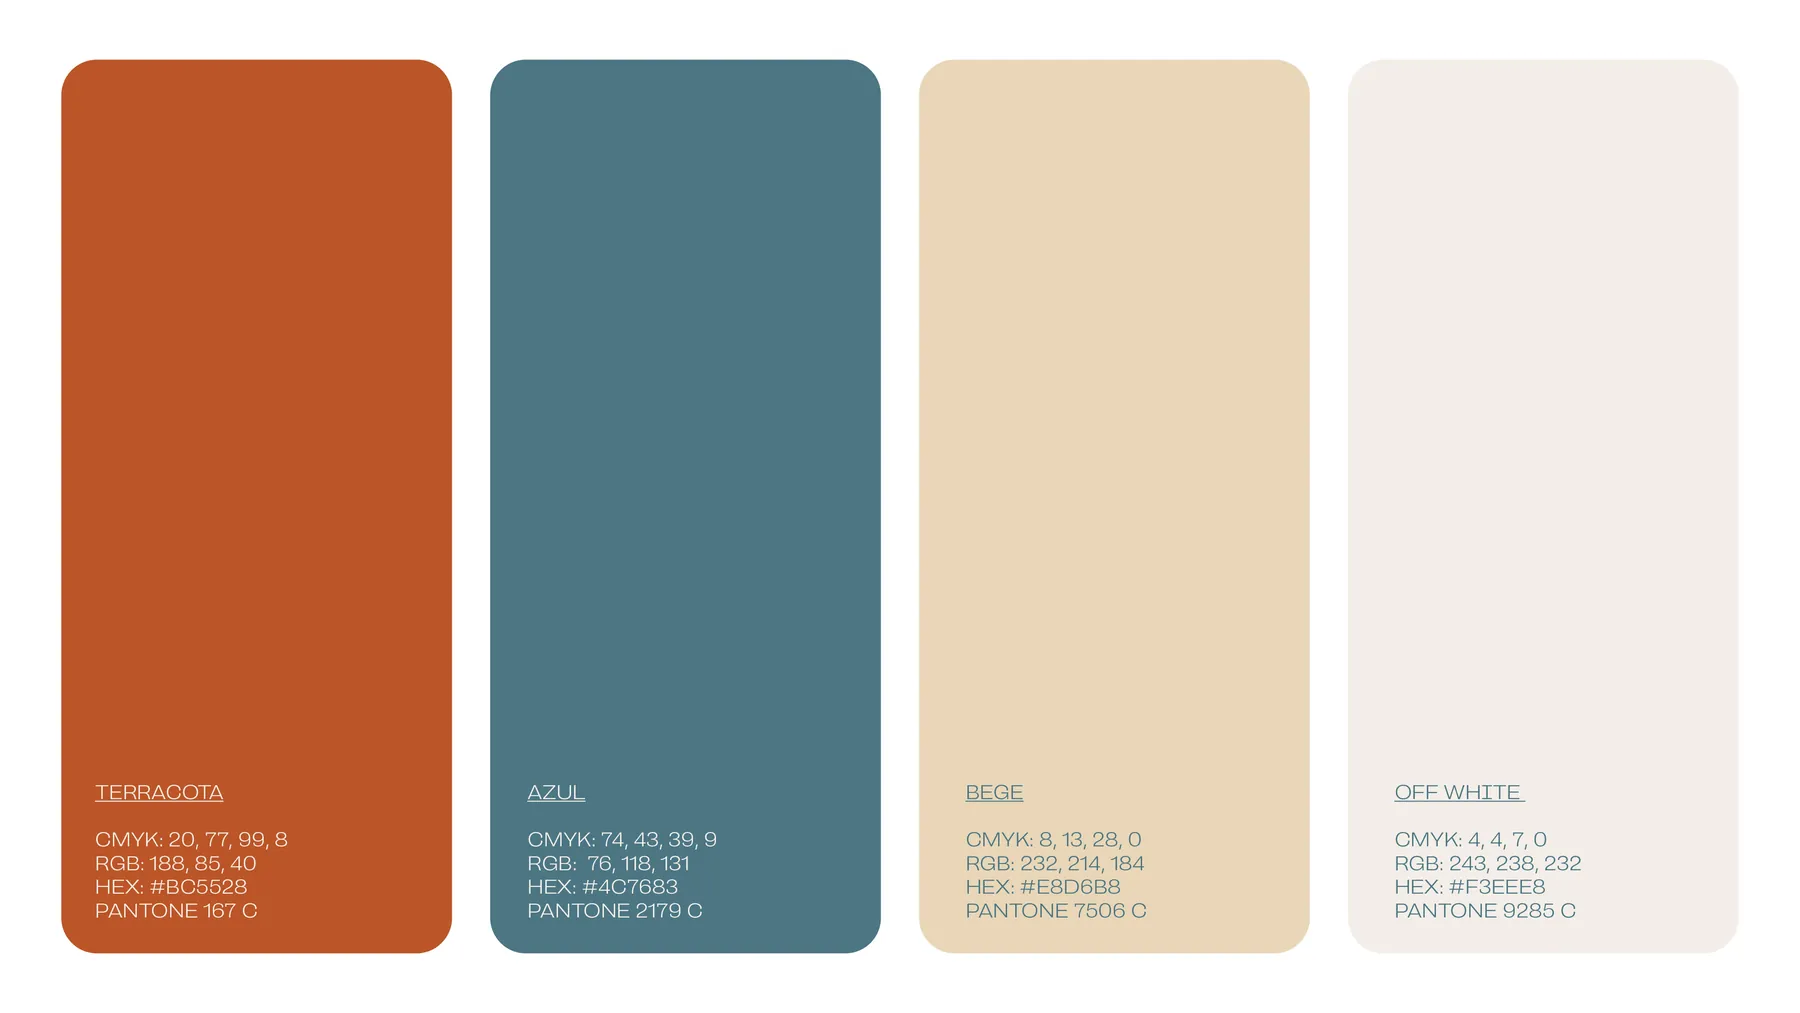 TERRACOTA
CMYK: 20, 77, 99, 8
RGB: 188, 85, 40
HEX: #BC5528
PANTONE 167 C
AZUL
CMYK: 74, 43, 39, 9
RGB:  76, 118, 131
HEX: #4C7683
PANTONE 2179 C
BEGE
CMYK: 8, 13, 28, 0
RGB: 232, 214, 184
HEX: #E8D6B8
PANTONE 7506 C
OFF WHITE
CMYK: 4, 4, 7, 0
RGB: 243, 238, 232
HEX: #F3EEE8
PANTONE 9285 C